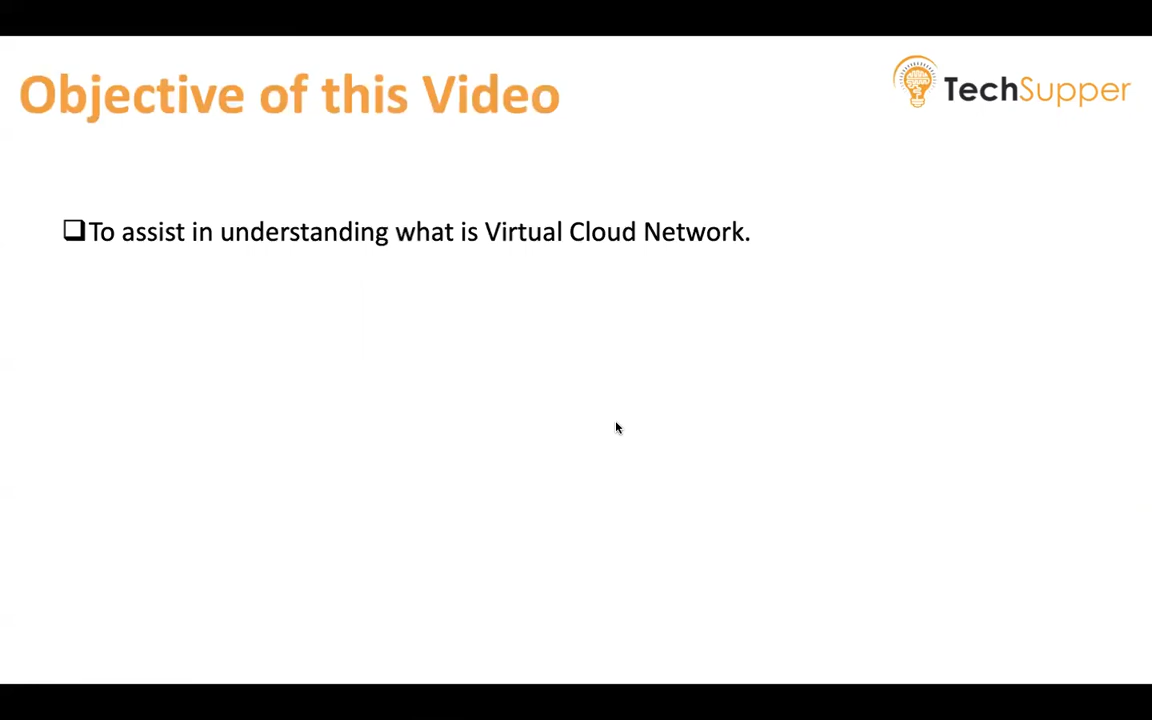 Objective of this Video
TechSupper
To assist in understanding what is Virtual Cloud Network.